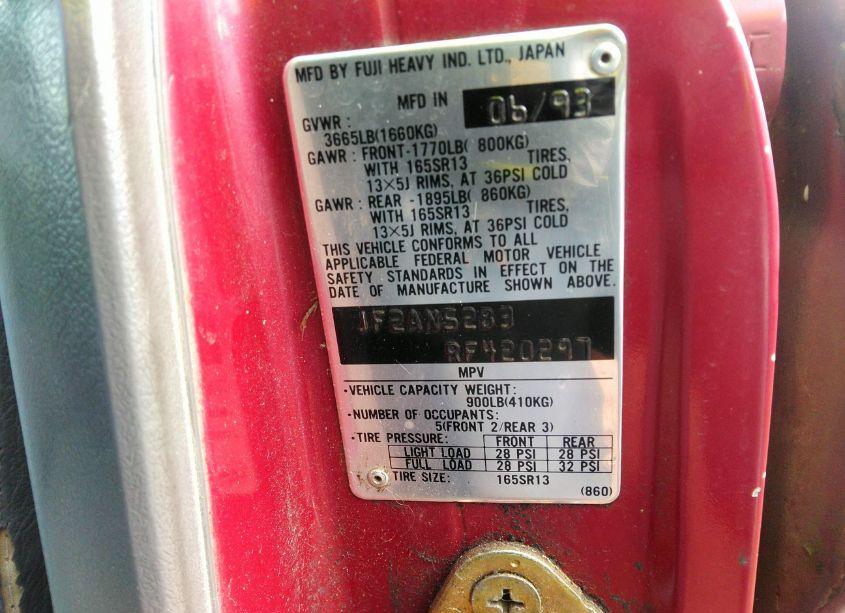 MFD BY FUJI HEAVY IND. LTD., JAPAN
MFD IN 06/93
GVWR :
3665LB(1660KG)
GAWR : FRONT-1770LB( 800KG)
WITH 165SR13 TIRES,
13×5J RIMS, AT 36PSI COLD
GAWR : REAR -1895LB( 860KG)
WITH 165SR13 TIRES,
13×5J RIMS, AT 36PSI COLD
THIS VEHICLE CONFORMS TO ALL
APPLICABLE FEDERAL MOTOR VEHICLE
SAFETY STANDARDS IN EFFECT ON THE
DATE OF MANUFACTURE SHOWN ABOVE.
JF2AN52B3
RF420297
MPV
·VEHICLE CAPACITY WEIGHT:
900LB(410KG)
·NUMBER OF OCCUPANTS:
5(FRONT 2/REAR 3)
·TIRE PRESSURE: FRONT REAR
LIGHT LOAD 28 PSI 28 PSI
FULL LOAD 28 PSI 32 PSI
TIRE SIZE: 165SR13
(860)